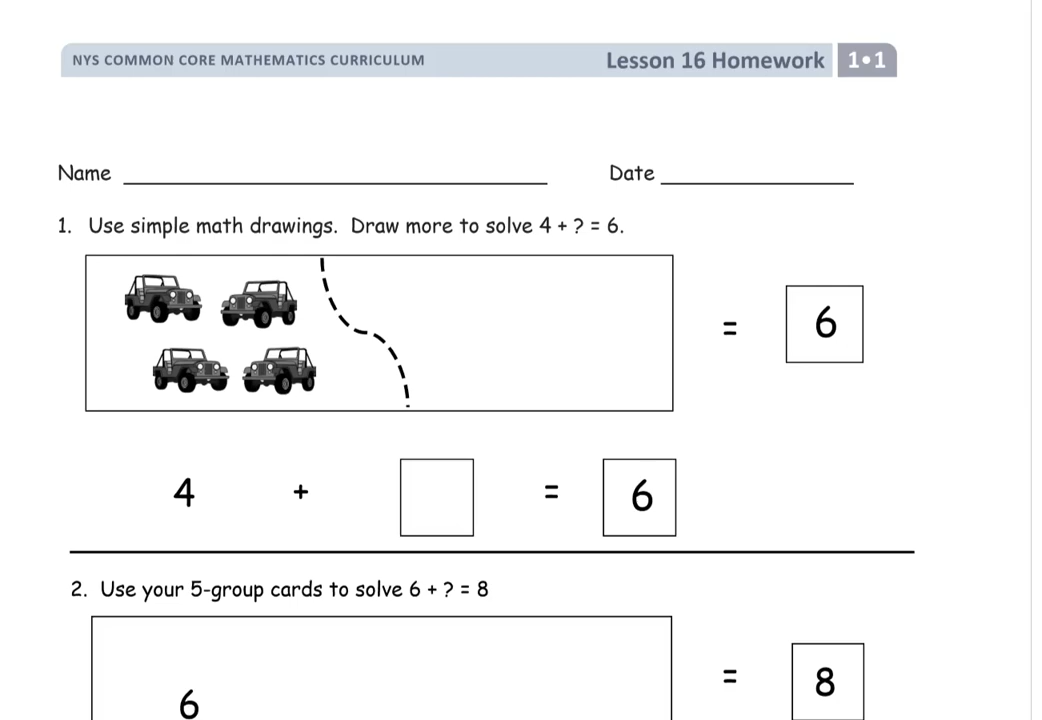 NYS COMMON CORE MATHEMATICS CURRICULUM Lesson 16 Homework 1•1
Name Date
1. Use simple math drawings. Draw more to solve 4 + ? = 6.
= 6
4 + = 6
2. Use your 5-group cards to solve 6 + ? = 8
= 8
6